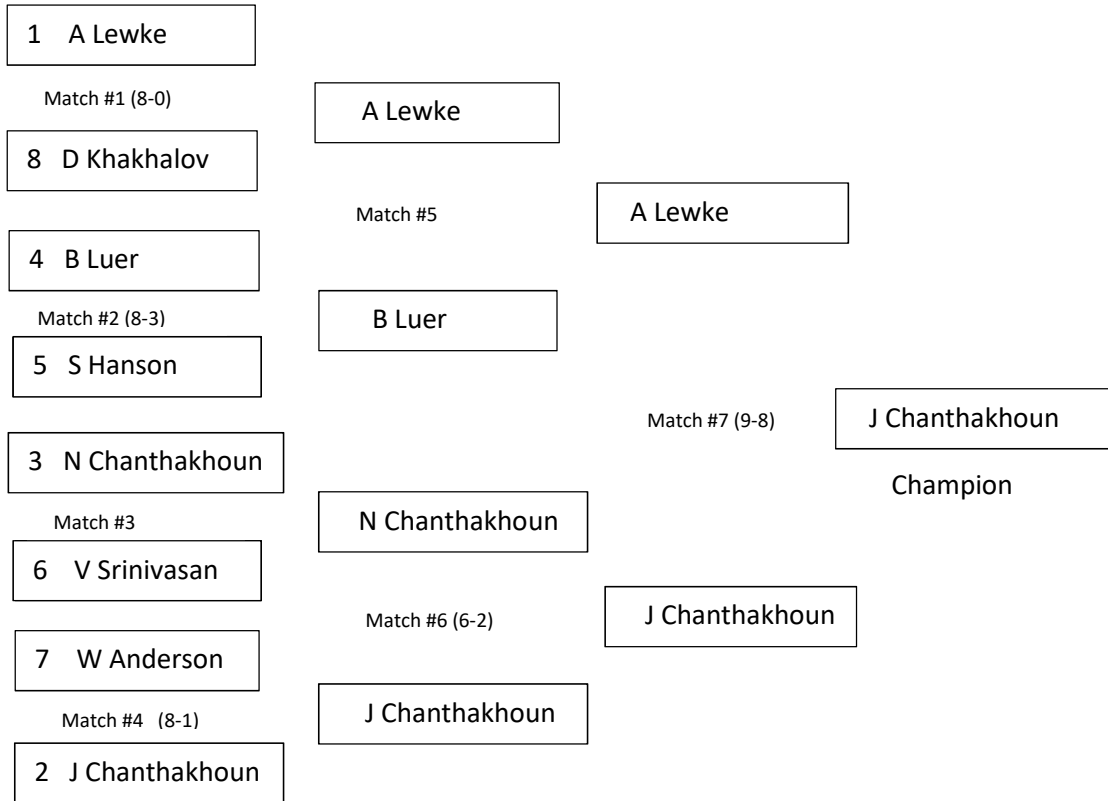 1 A Lewke
Match #1 (8-0)
A Lewke
8 D Khakhalov
Match #5
A Lewke
4 B Luer
Match #2 (8-3)
B Luer
5 S Hanson
Match #7 (9-8)
J Chanthakhoun
3 N Chanthakhoun
Champion
Match #3
N Chanthakhoun
6 V Srinivasan
Match #6 (6-2)
J Chanthakhoun
7 W Anderson
Match #4 (8-1)
J Chanthakhoun
2 J Chanthakhoun